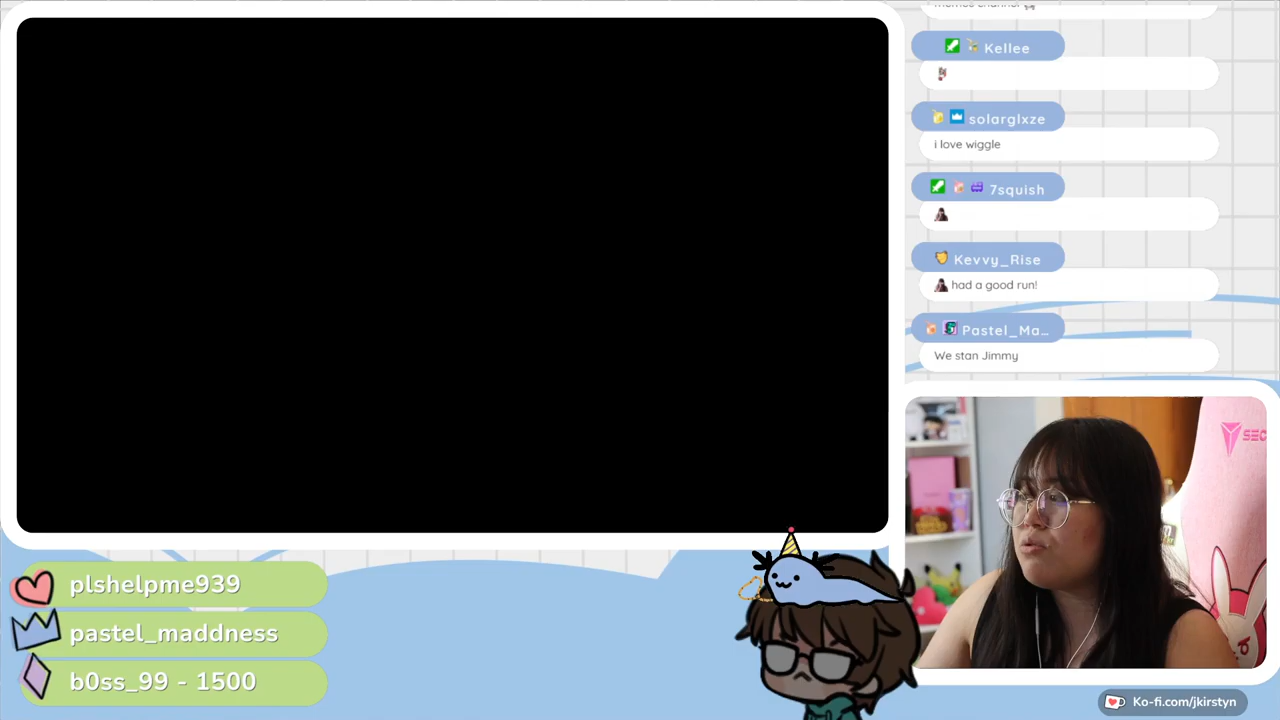 Kellee
solarglxze
i love wiggle
7squish
Kevvy_Rise
had a good run!
Pastel_Ma...
We stan Jimmy
SEC
plshelpme939
pastel_maddness
b0ss_99 - 1500
Ko-fi.com/jkirstyn